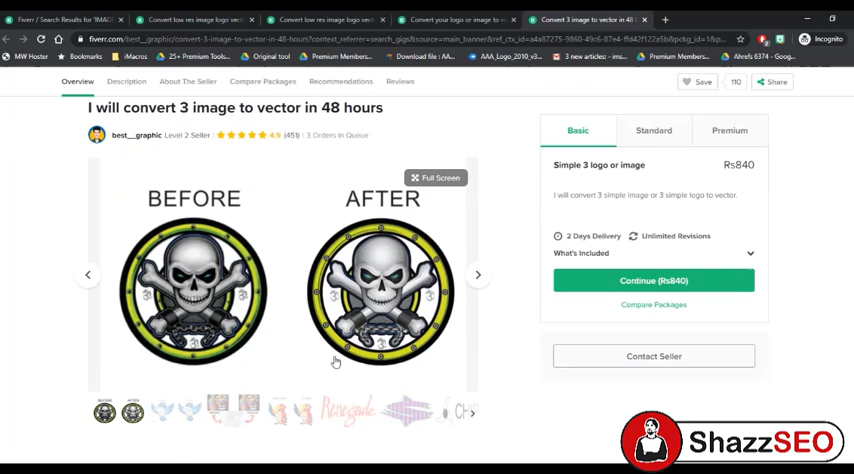 Fiverr / Search Results for 'IMAG
Convert low res image logo vect
Convert low res image logo vect
Convert your logo or image to v
Convert 3 image to vector in 48
fiverr.com/best__graphic/convert-3-image-to-vector-in-48-hours?context_referrer=search_gigs&source=main_banner&ref_ctx_id=a4a87275-9860-49c6-87e4-efd42f122a5b&pckg_id=1&p
Incognito
MW Hoster
Bookmarks
iMacros
25+ Premium Tools...
Original tool
Premium Members...
Download file : AA...
AAA_Logo_2010_v3...
3 new articles: - ims...
Premium Members...
Ahrefs 6374 - Googl...
Overview
Description
About The Seller
Compare Packages
Recommendations
Reviews
Save
110
Share
I will convert 3 image to vector in 48 hours
best__graphic Level 2 Seller 4.9 (451) 3 Orders in Queue
Full Screen
BEFORE
AFTER
Basic
Standard
Premium
Simple 3 logo or image
Rs840
I will convert 3 simple image or 3 simple logo to vector.
2 Days Delivery
Unlimited Revisions
What's Included
Continue (Rs840)
Compare Packages
Contact Seller
BEFORE
AFTER
Renegade
CH
ShazzSEO